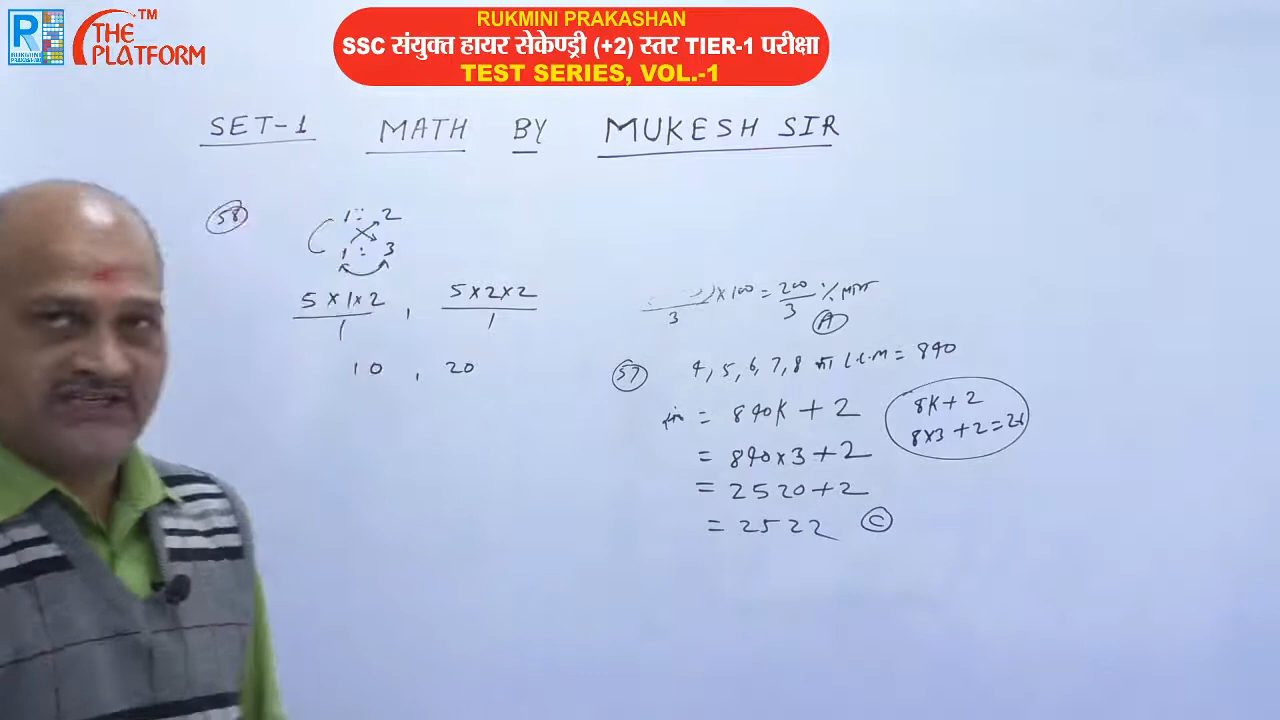 R
RUKMINI
PRAKASHAN
THE
PLATFORM
TM
RUKMINI PRAKASHAN
SSC संयुक्त हायर सेकेण्ड्री (+2) स्तर TIER-1 परीक्षा
TEST SERIES, VOL.-1
SET-1 MATH BY MUKESH SIR
58
1 : 2
1 : 3
5×1×2/1 , 5×2×2/1
10 , 20
×100 = 200/3 %
3
A
57 4, 5, 6, 7, 8 का L.C.M = 840
= 840K + 2
= 840×3+2
= 2520+2
= 2522 C
8K+2
8×3+2=